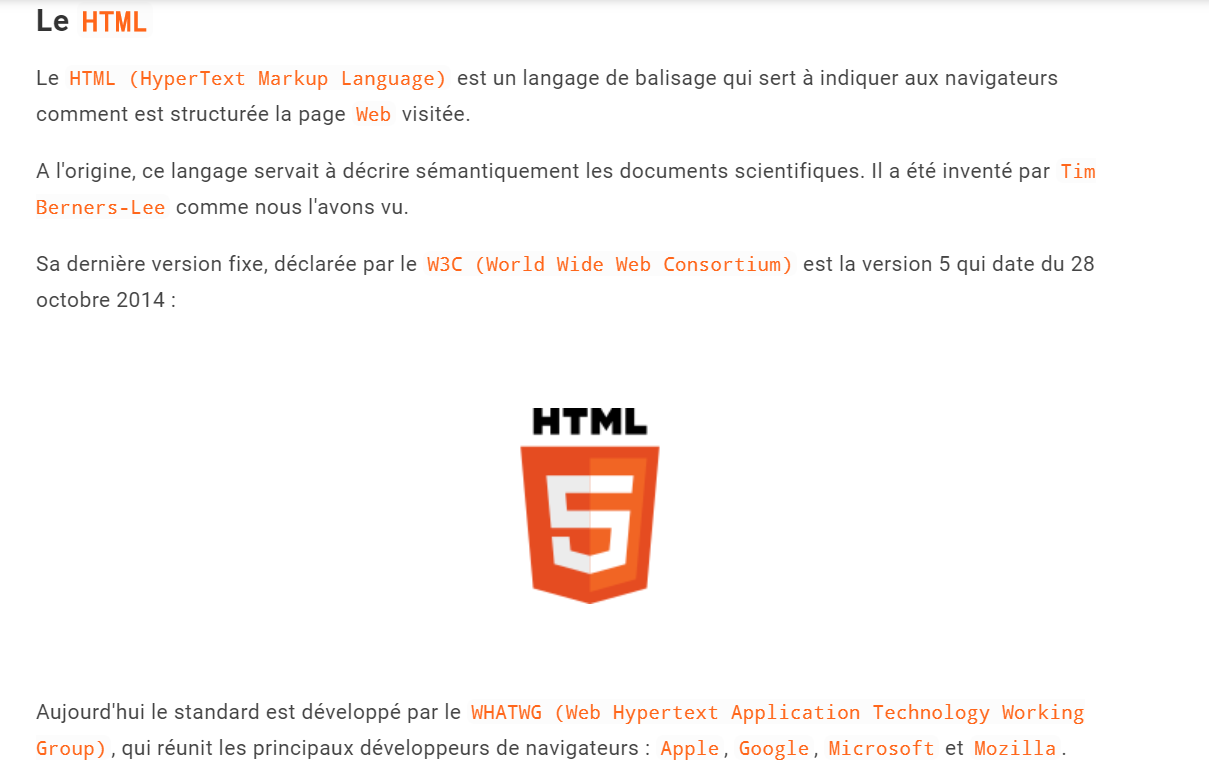 Le HTML
Le HTML (HyperText Markup Language) est un langage de balisage qui sert à indiquer aux navigateurs
comment est structurée la page Web visitée.
A l'origine, ce langage servait à décrire sémantiquement les documents scientifiques. Il a été inventé par Tim
Berners-Lee comme nous l'avons vu.
Sa dernière version fixe, déclarée par le W3C (World Wide Web Consortium) est la version 5 qui date du 28
octobre 2014 :
HTML
5
Aujourd'hui le standard est développé par le WHATWG (Web Hypertext Application Technology Working
Group), qui réunit les principaux développeurs de navigateurs : Apple, Google, Microsoft et Mozilla.